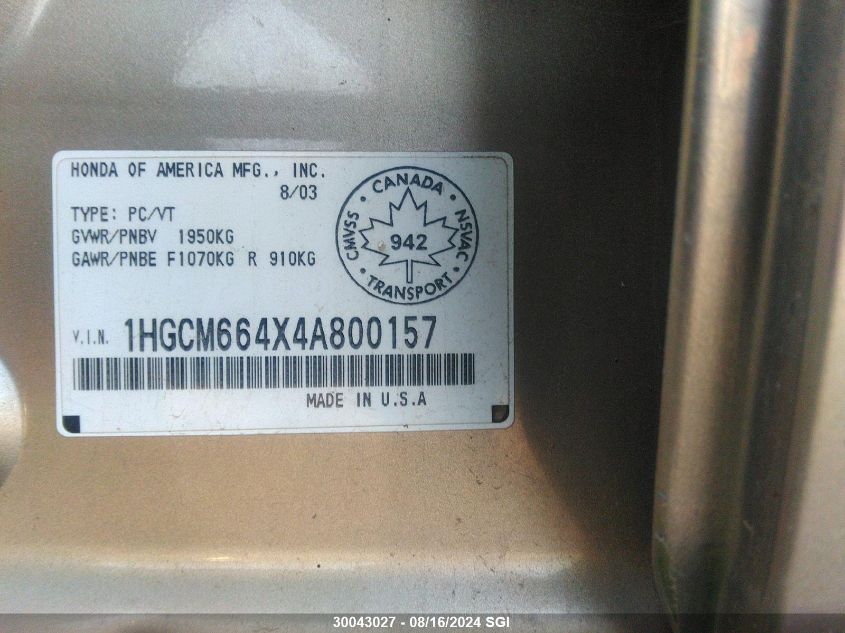 HONDA OF AMERICA MFG., INC.
8/03
TYPE: PC/VT
GVWR/PNBV 1950KG
GAWR/PNBE F1070KG R 910KG
CANADA
CMVSS
942
NSVAC
TRANSPORT
V.I.N. 1HGCM664X4A800157
MADE IN U.S.A
30043027 - 08/16/2024 SGI